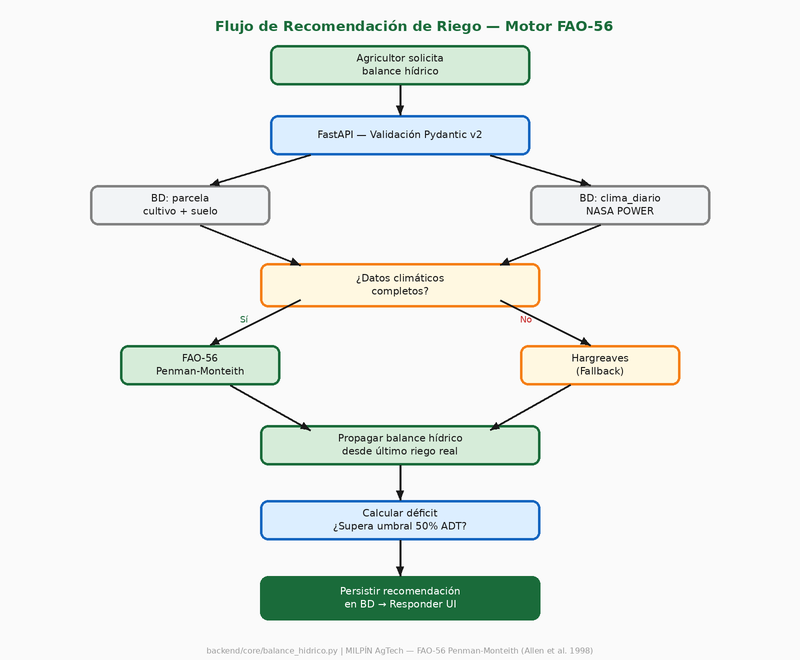 Flujo de Recomendación de Riego — Motor FAO-56
Agricultor solicita
balance hídrico
FastAPI — Validación Pydantic v2
BD: parcela
cultivo + suelo
BD: clima_diario
NASA POWER
¿Datos climáticos
completos?
Sí
No
FAO-56
Penman-Monteith
Hargreaves
(Fallback)
Propagar balance hídrico
desde último riego real
Calcular déficit
¿Supera umbral 50% ADT?
Persistir recomendación
en BD → Responder UI
backend/core/balance_hidrico.py | MILPÍN AgTech — FAO-56 Penman-Monteith (Allen et al. 1998)